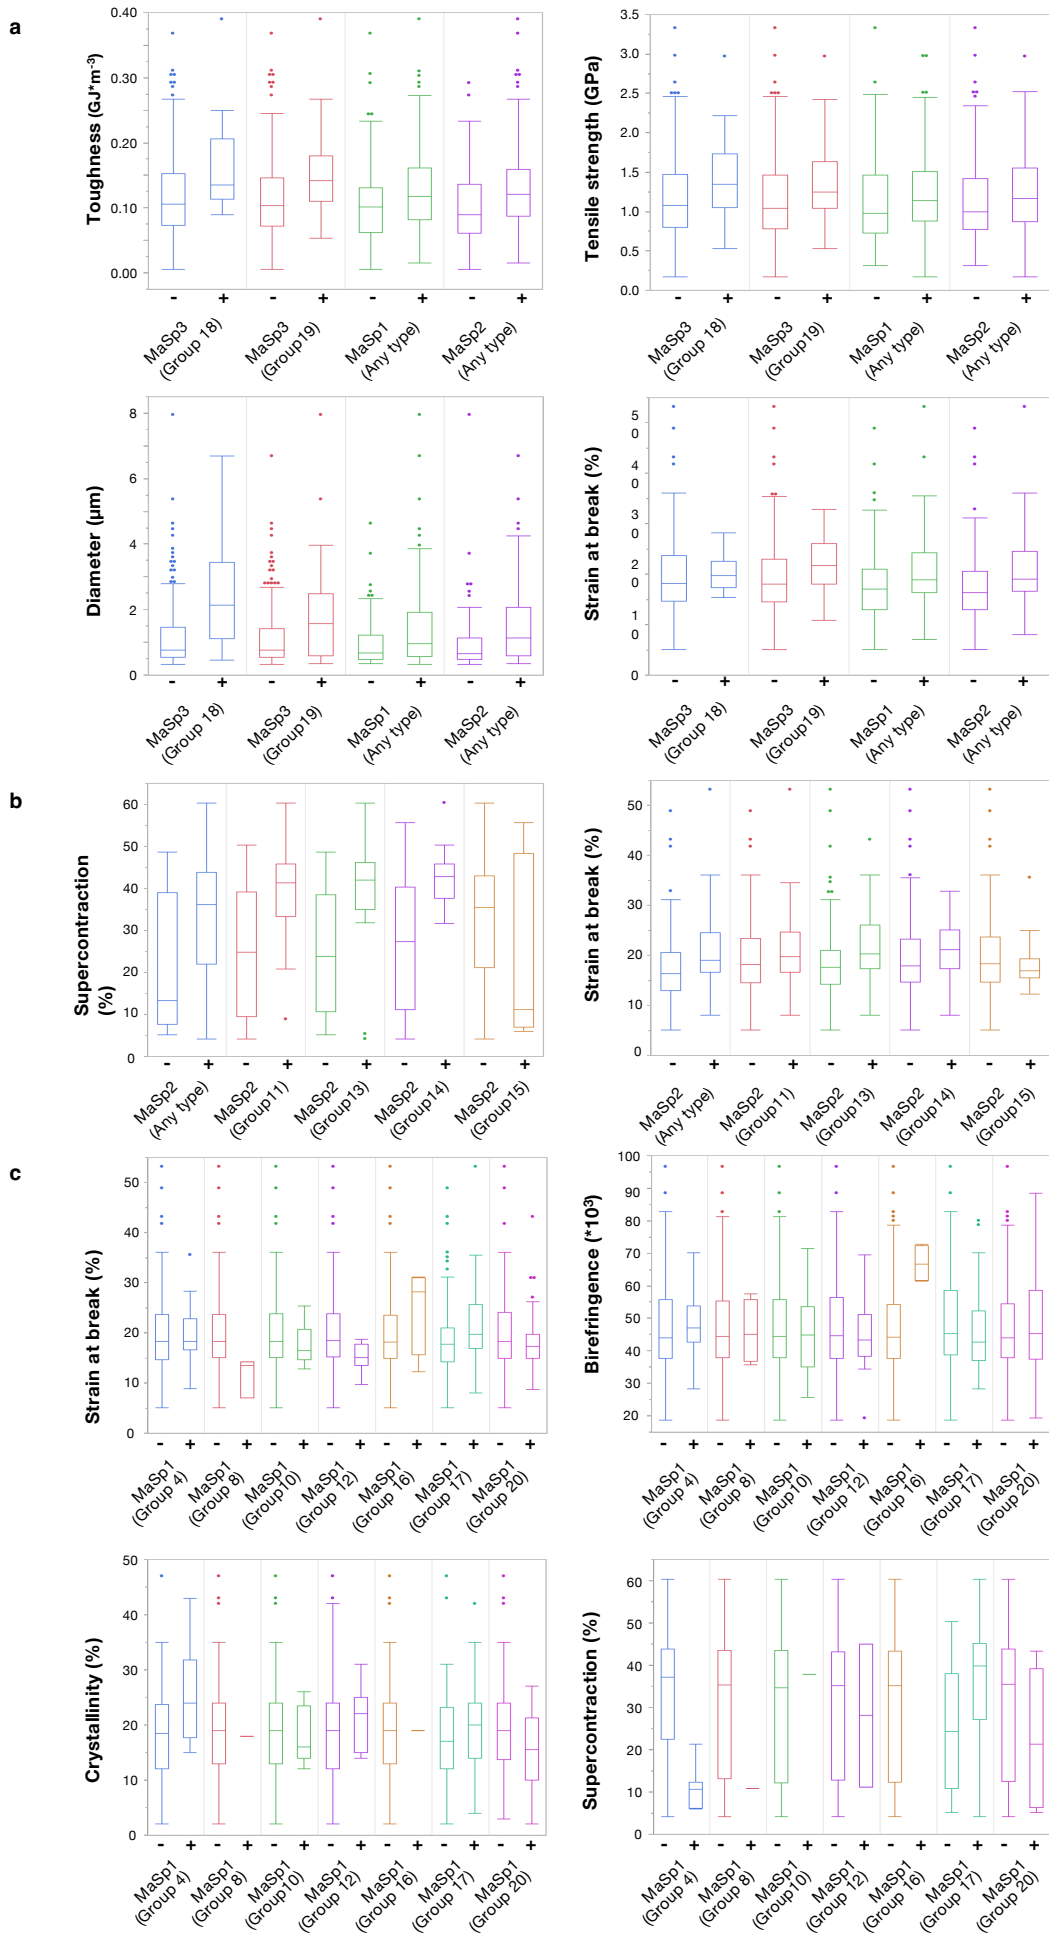 a
Toughness (GJ*m-3)
0.40
0.30
0.20
0.10
0.00
- + - + - + - +
MaSp3
(Group 18)
MaSp3
(Group19)
MaSp1
(Any type)
MaSp2
(Any type)
Tensile strength (GPa)
3.5
3.0
2.5
2.0
1.5
1.0
0.5
0.0
- + - + - + - +
MaSp3
(Group 18)
MaSp3
(Group19)
MaSp1
(Any type)
MaSp2
(Any type)
Diameter (µm)
8
6
4
2
0
- + - + - + - +
MaSp3
(Group 18)
MaSp3
(Group19)
MaSp1
(Any type)
MaSp2
(Any type)
Strain at break (%)
5
0
4
0
3
0
2
0
1
0
0
- + - + - + - +
MaSp3
(Group 18)
MaSp3
(Group19)
MaSp1
(Any type)
MaSp2
(Any type)
b
Supercontraction
(%)
60
50
40
30
20
10
0
- + - + - + - + - +
MaSp2
(Any type)
MaSp2
(Group11)
MaSp2
(Group13)
MaSp2
(Group14)
MaSp2
(Group15)
Strain at break (%)
50
40
30
20
10
0
- + - + - + - + - +
MaSp2
(Any type)
MaSp2
(Group11)
MaSp2
(Group13)
MaSp2
(Group14)
MaSp2
(Group15)
c
Strain at break (%)
50
40
30
20
10
0
- + - + - + - + - + - + - +
MaSp1
(Group 4)
MaSp1
(Group 8)
MaSp1
(Group10)
MaSp1
(Group 12)
MaSp1
(Group 16)
MaSp1
(Group 17)
MaSp1
(Group 20)
Birefringence (*10³)
100
90
80
70
60
50
40
30
20
- + - + - + - + - + - + - +
MaSp1
(Group 4)
MaSp1
(Group 8)
MaSp1
(Group10)
MaSp1
(Group 12)
MaSp1
(Group 16)
MaSp1
(Group 17)
MaSp1
(Group 20)
Crystallinity (%)
50
40
30
20
10
0
- + - + - + - + - + - + - +
MaSp1
(Group 4)
MaSp1
(Group 8)
MaSp1
(Group10)
MaSp1
(Group 12)
MaSp1
(Group 16)
MaSp1
(Group 17)
MaSp1
(Group 20)
Supercontraction (%)
60
50
40
30
20
10
0
- + - + - + - + - + - + - +
MaSp1
(Group 4)
MaSp1
(Group 8)
MaSp1
(Group10)
MaSp1
(Group 12)
MaSp1
(Group 16)
MaSp1
(Group 17)
MaSp1
(Group 20)